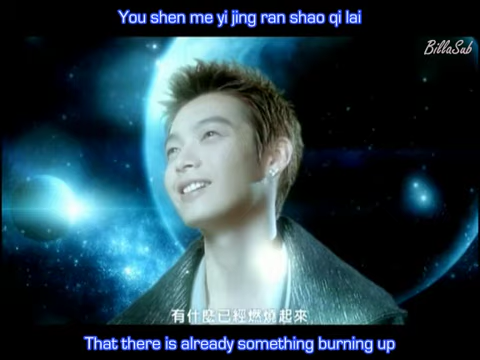 You shen me yi jing ran shao qi lai
BillaSub
有什麼已經燃燒起來
That there is already something burning up